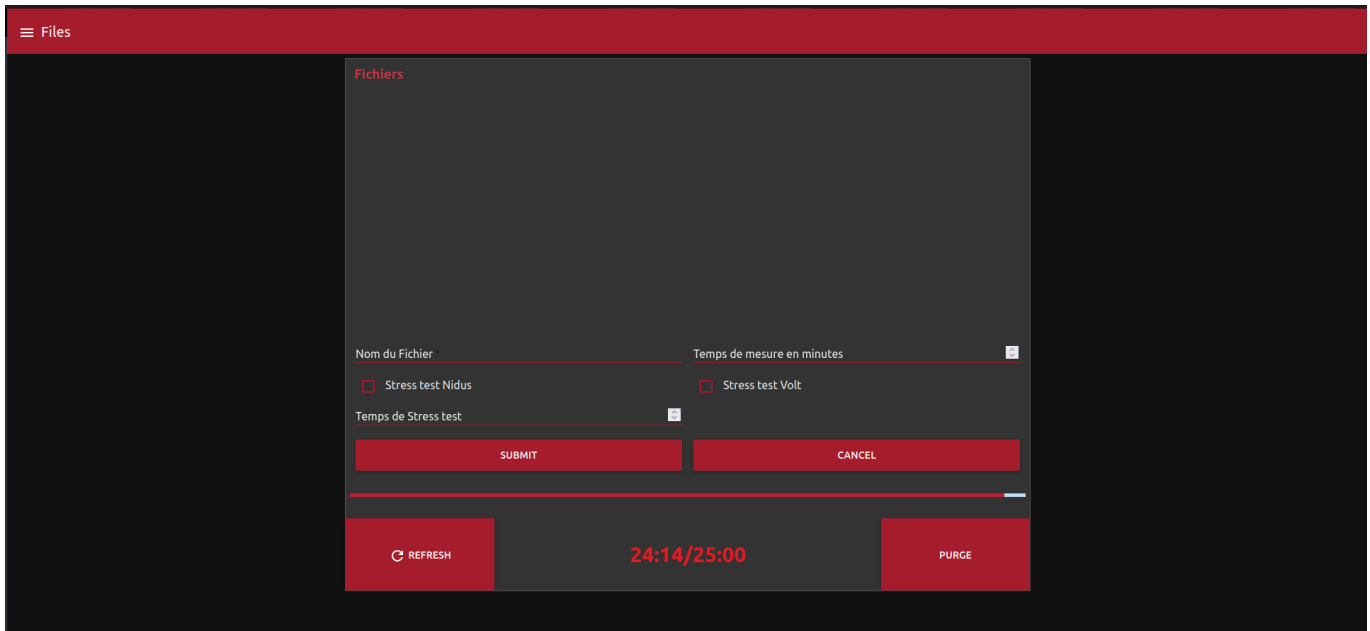 Files
Fichiers
Nom du Fichier*
Temps de mesure en minutes
Stress test Nidus
Stress test Volt
Temps de Stress test
SUBMIT
CANCEL
REFRESH
24:14/25:00
PURGE